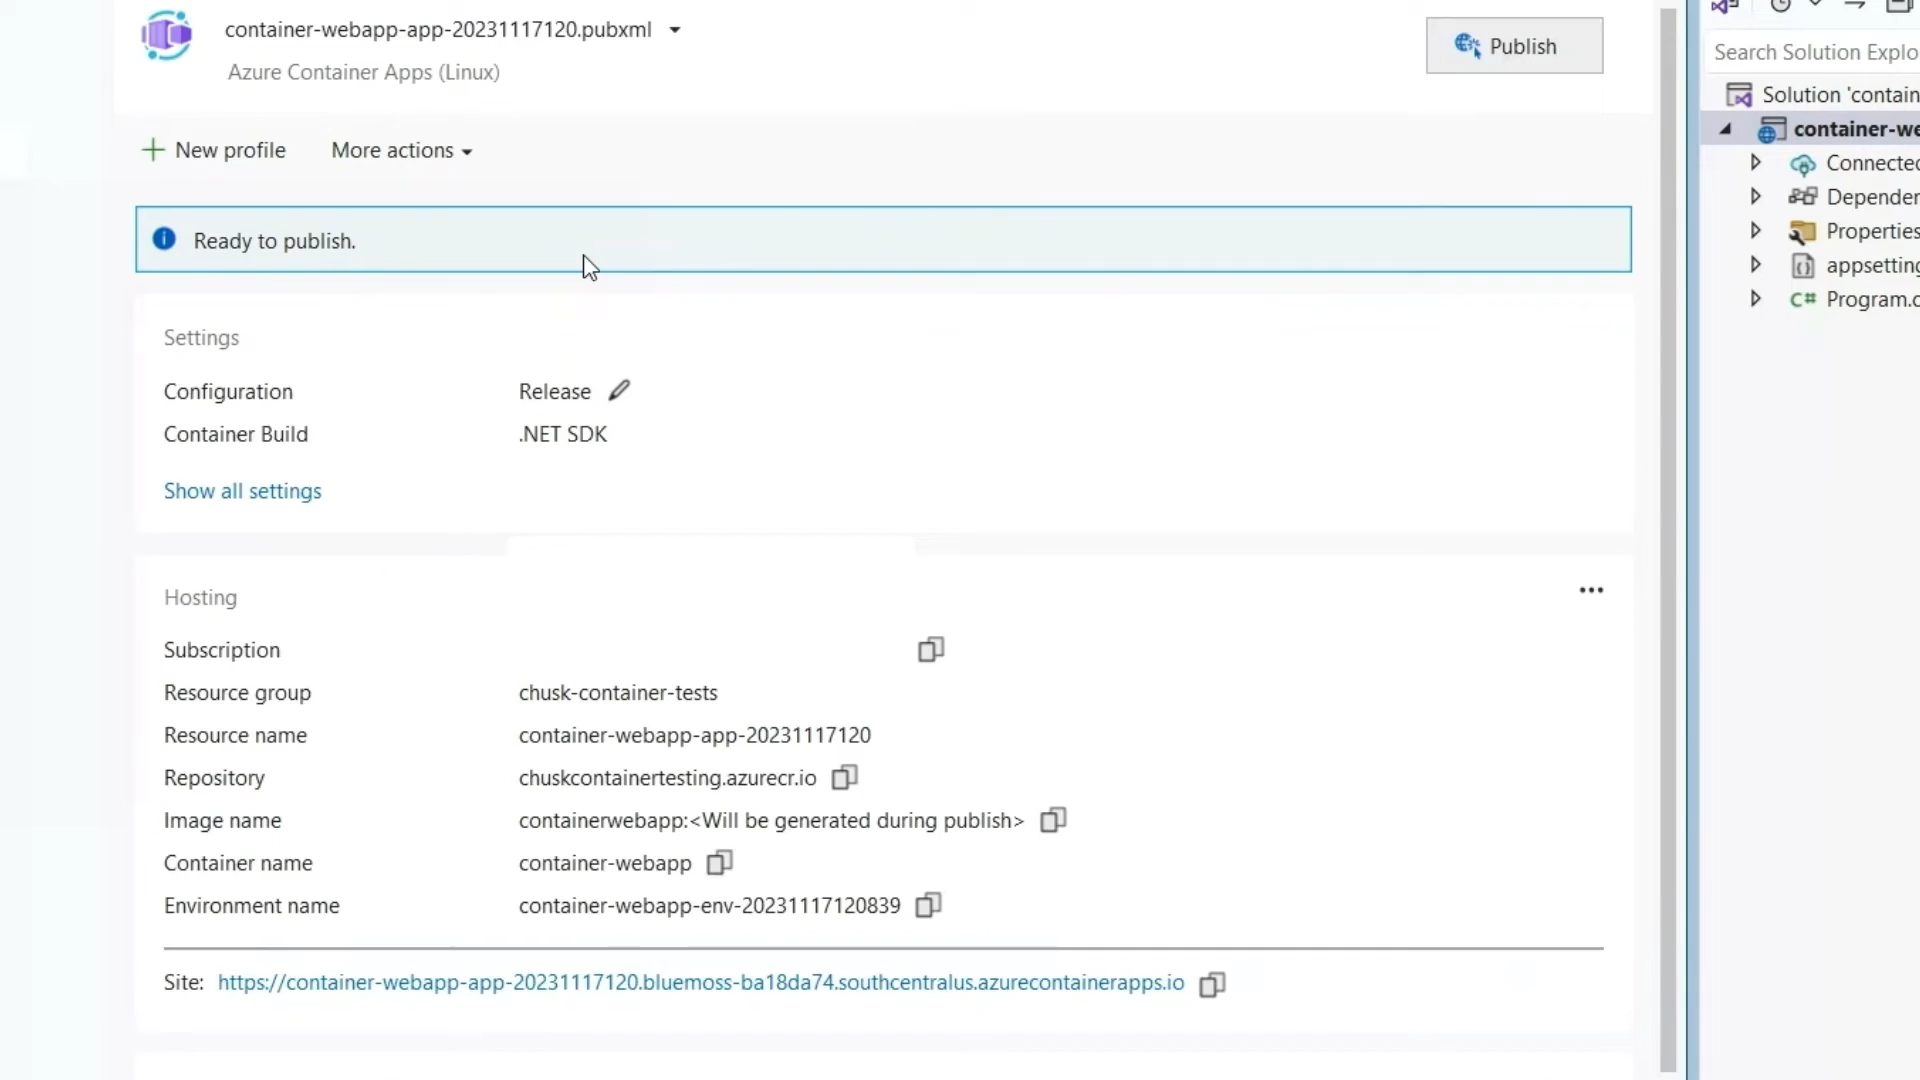 container-webapp-app-20231117120.pubxml
Azure Container Apps (Linux)
Publish
New profile
More actions
Ready to publish.
Settings
Configuration
Release
Container Build
.NET SDK
Show all settings
Hosting
Subscription
Resource group
chusk-container-tests
Resource name
container-webapp-app-20231117120
Repository
chuskcontainertesting.azurecr.io
Image name
containerwebapp:<Will be generated during publish>
Container name
container-webapp
Environment name
container-webapp-env-20231117120839
Site: https://container-webapp-app-20231117120.bluemoss-ba18da74.southcentralus.azurecontainerapps.io
Search Solution Explo
Solution 'contain
container-we
Connected
Depender
Properties
appsetting
C# Program.c